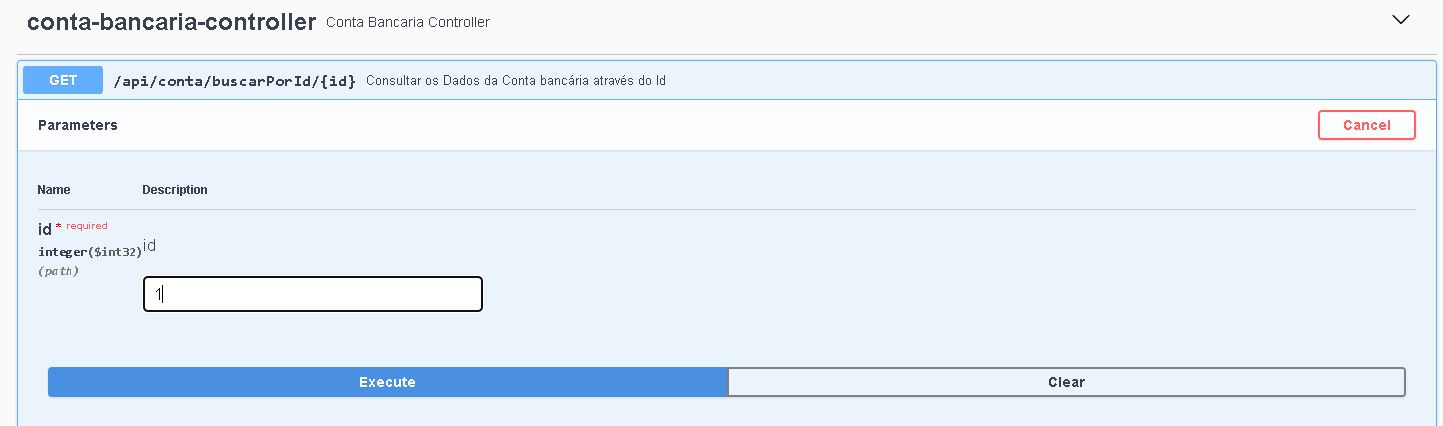 conta-bancaria-controller Conta Bancaria Controller
GET /api/conta/buscarPorId/{id} Consultar os Dados da Conta bancária através do Id
Parameters Cancel
Name Description
id * required
integer($int32) id
(path)
1
Execute Clear